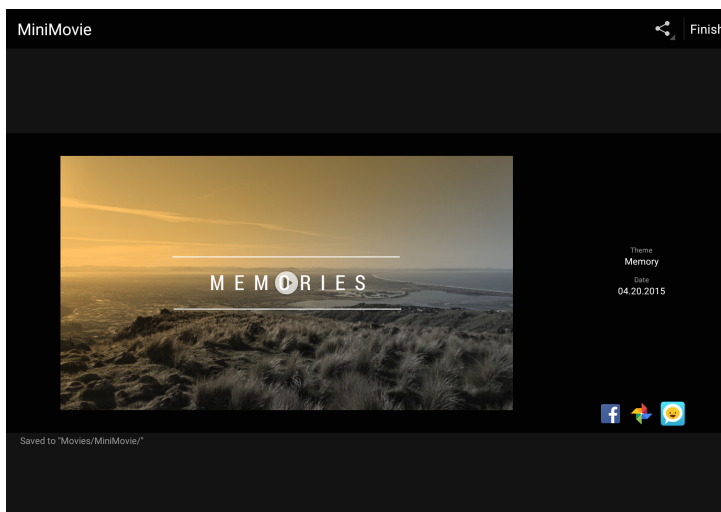 MiniMovie
Finish
MEMORIES
Theme
Memory
Date
04.20.2015
Saved to "Movies/MiniMovie/"